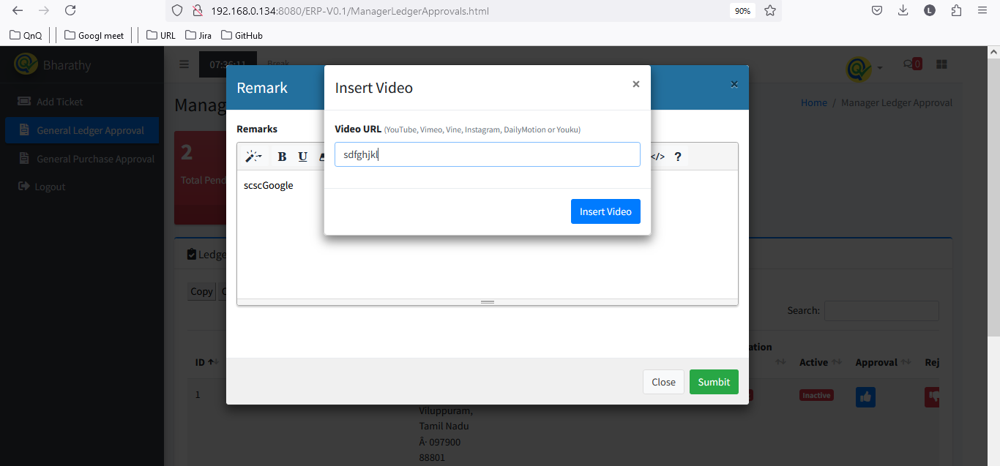 192.168.0.134:8080/ERP-V0.1/ManagerLedgerApprovals.html 90% L
QnQ Googl meet URL Jira GitHub
Bharathy 07:36:11 Break 0
Remark Insert Video × ×
Add Ticket
Home / Manager Ledger Approval
General Ledger Approval
Remarks Video URL (YouTube, Vimeo, Vine, Instagram, DailyMotion or Youku)
2 B U sdfghjkl </> ?
General Purchase Approval
Total Pend
scscGoogle
Logout
Insert Video
Ledge
Copy
Search:
ation
ID Active Approval Rej
Close Sumbit
1 Inactive
Viluppuram,
Tamil Nadu
Â· 097900
88801